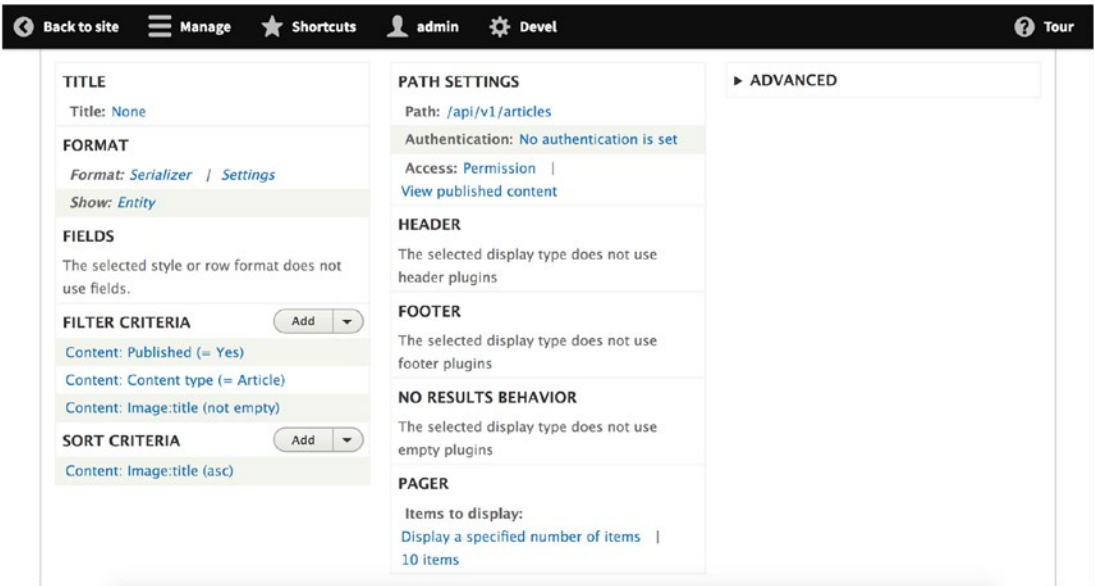 Back to site Manage Shortcuts admin Devel Tour
TITLE
Title: None
FORMAT
Format: Serializer | Settings
Show: Entity
FIELDS
The selected style or row format does not
use fields.
FILTER CRITERIA Add
Content: Published (= Yes)
Content: Content type (= Article)
Content: Image:title (not empty)
SORT CRITERIA Add
Content: Image:title (asc)
PATH SETTINGS
Path: /api/v1/articles
Authentication: No authentication is set
Access: Permission |
View published content
HEADER
The selected display type does not use
header plugins
FOOTER
The selected display type does not use
footer plugins
NO RESULTS BEHAVIOR
The selected display type does not use
empty plugins
PAGER
Items to display:
Display a specified number of items |
10 items
ADVANCED